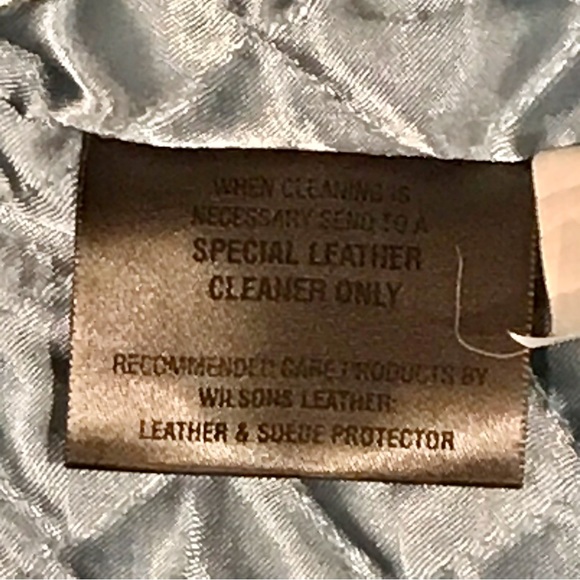 WHEN CLEANING IS
NECESSARY SEND TO A
SPECIAL LEATHER
CLEANER ONLY
RECOMMENDED CARE PRODUCTS BY
WILSONS LEATHER:
LEATHER & SUEDE PROTECTOR